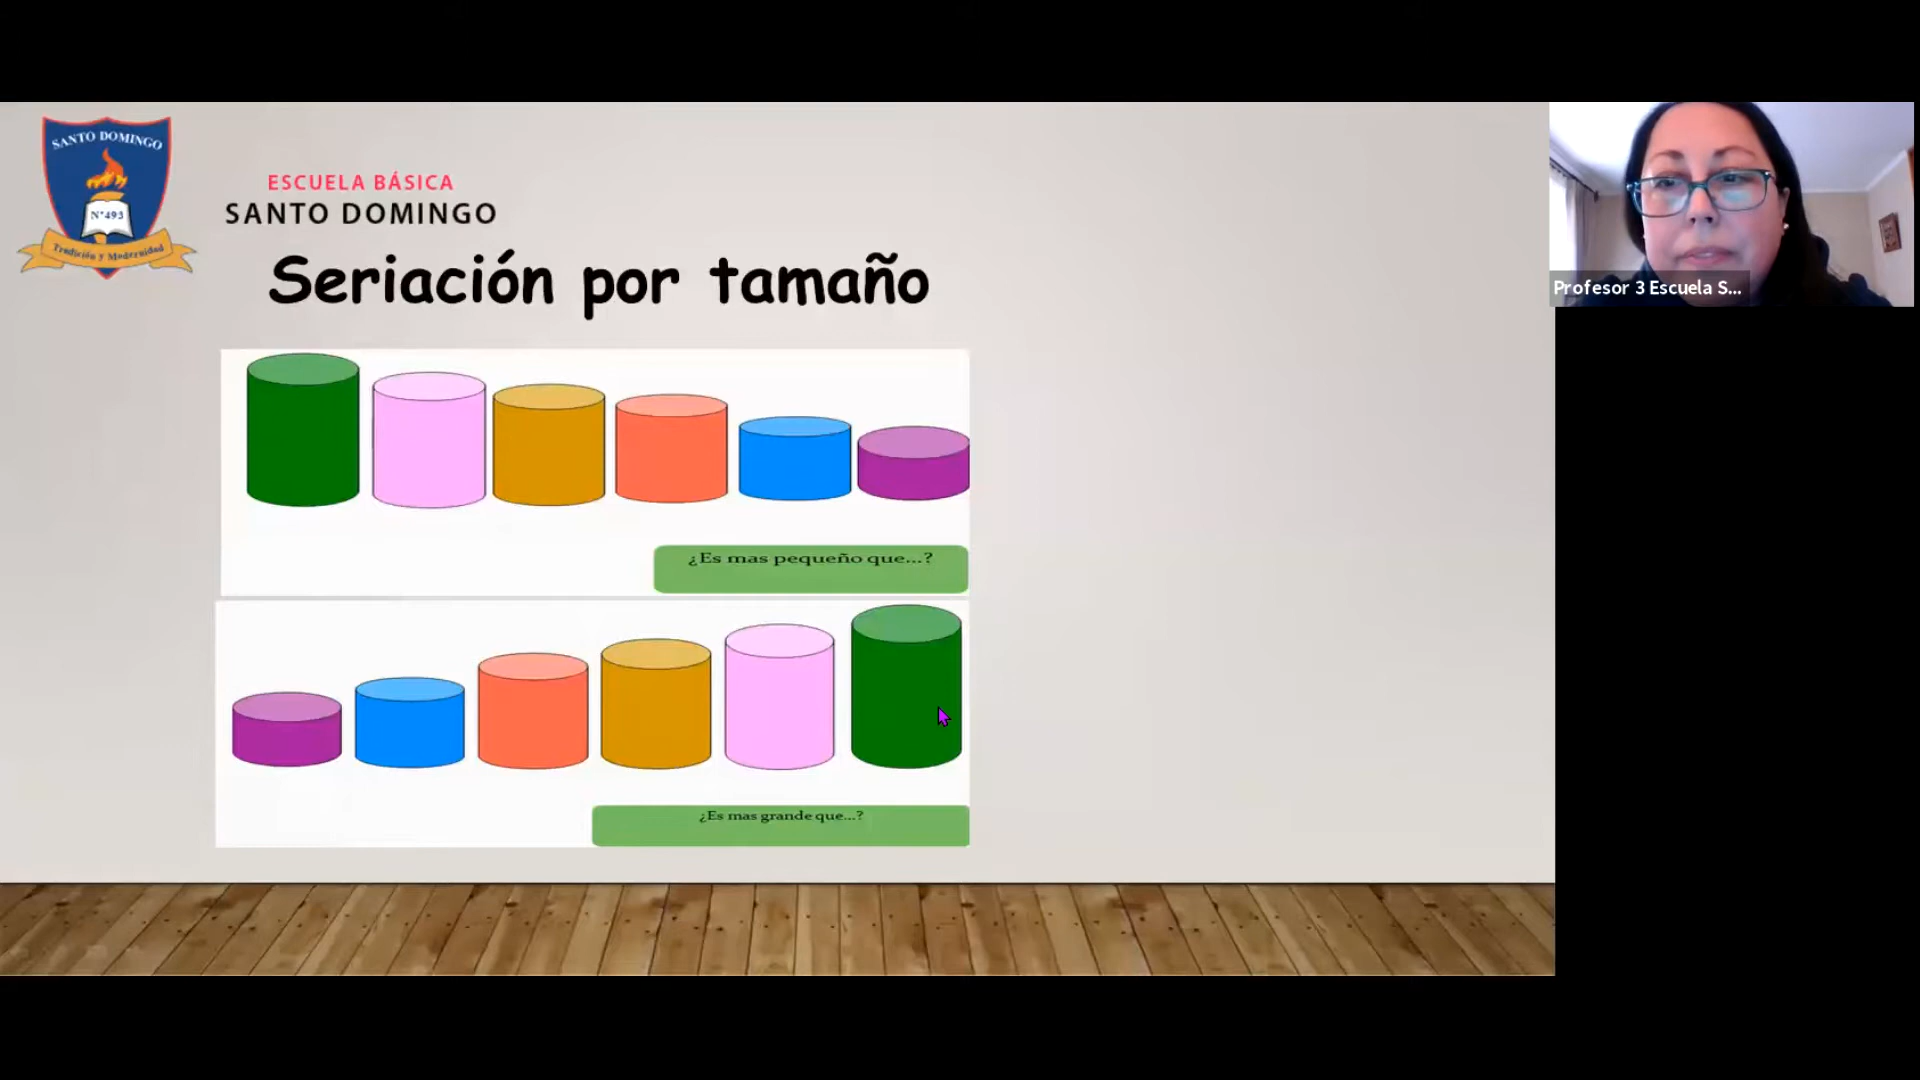 SANTO DOMINGO
N°493
Tradición y Modernidad
ESCUELA BÁSICA
SANTO DOMINGO
Seriación por tamaño
¿Es mas pequeño que...?
¿Es mas grande que...?
Profesor 3 Escuela S...